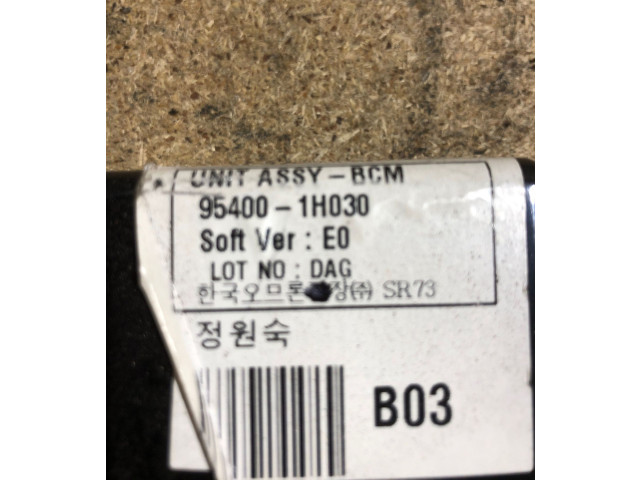 UNIT ASSY-BCM
95400-1H030
Soft Ver : E0
LOT NO : DAG
한국오므론 장㈜ SR73
정원숙
B03